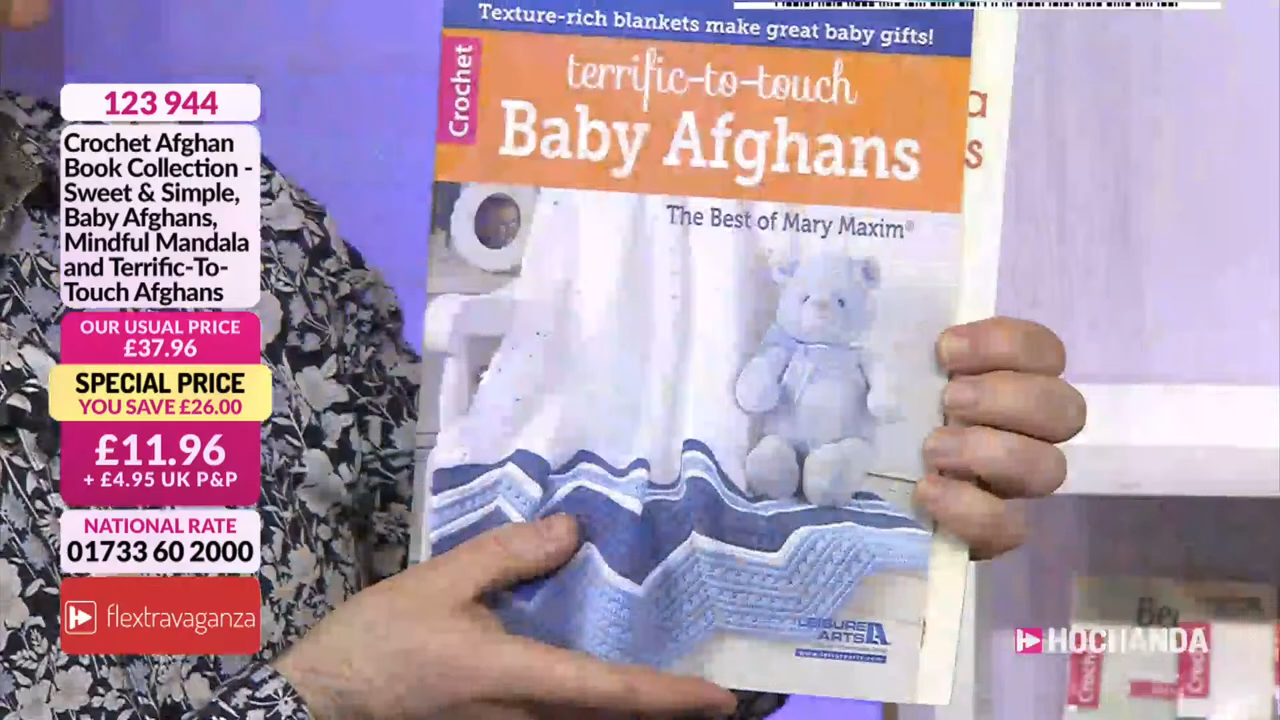 123 944
Crochet Afghan
Book Collection -
Sweet & Simple,
Baby Afghans,
Mindful Mandala
and Terrific-To-
Touch Afghans
OUR USUAL PRICE
£37.96
SPECIAL PRICE
YOU SAVE £26.00
£11.96
+ £4.95 UK P&P
NATIONAL RATE
01733 60 2000
flextravaganza
Texture-rich blankets make great baby gifts!
Crochet
terrific-to-touch
Baby Afghans
The Best of Mary Maxim®
LEISURE
ARTS
a
s
HOCHANDA